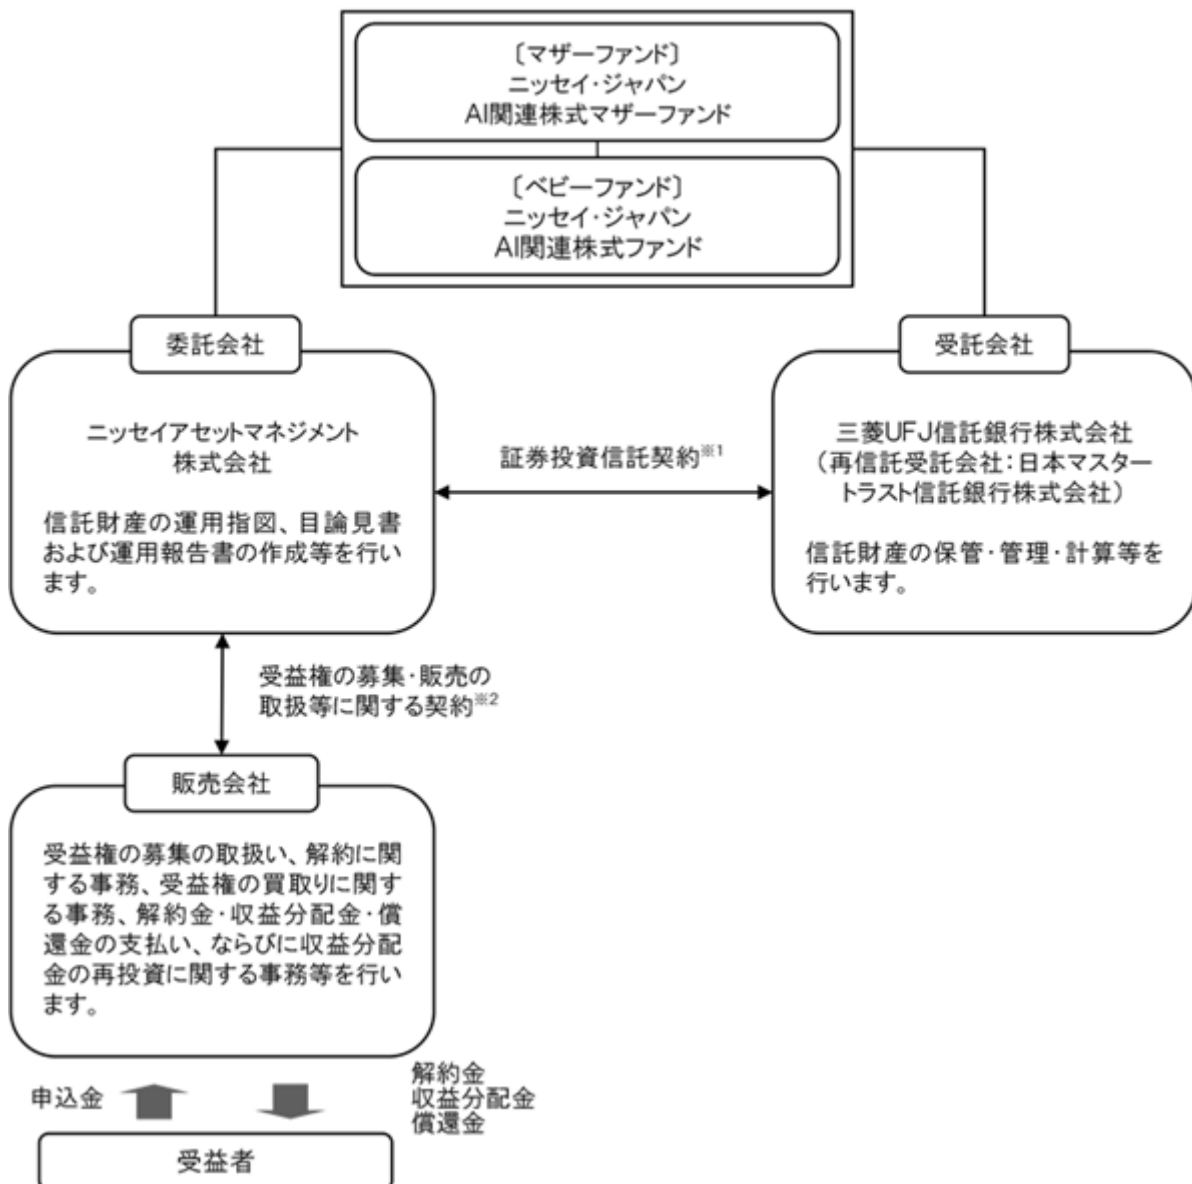 〔マザーファンド〕
ニッセイ・ジャパン
AI関連株式マザーファンド
〔ベビーファンド〕
ニッセイ・ジャパン
AI関連株式ファンド
委託会社
ニッセイアセットマネジメント
株式会社
信託財産の運用指図、目論見書
および運用報告書の作成等を行い
ます。
証券投資信託契約※1
受託会社
三菱UFJ信託銀行株式会社
（再信託受託会社：日本マスター
トラスト信託銀行株式会社）
信託財産の保管・管理・計算等を
行います。
受益権の募集・販売の
取扱等に関する契約※2
販売会社
受益権の募集の取扱い、解約に関
する事務、受益権の買取りに関す
る事務、解約金・収益分配金・償
還金の支払い、ならびに収益分配
金の再投資に関する事務等を行い
ます。
申込金
解約金
収益分配金
償還金
受益者